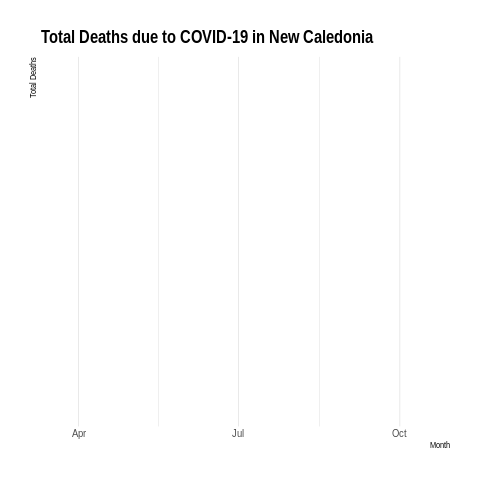 Total Deaths due to COVID-19 in New Caledonia
Total Deaths
Apr Jul Oct
Month